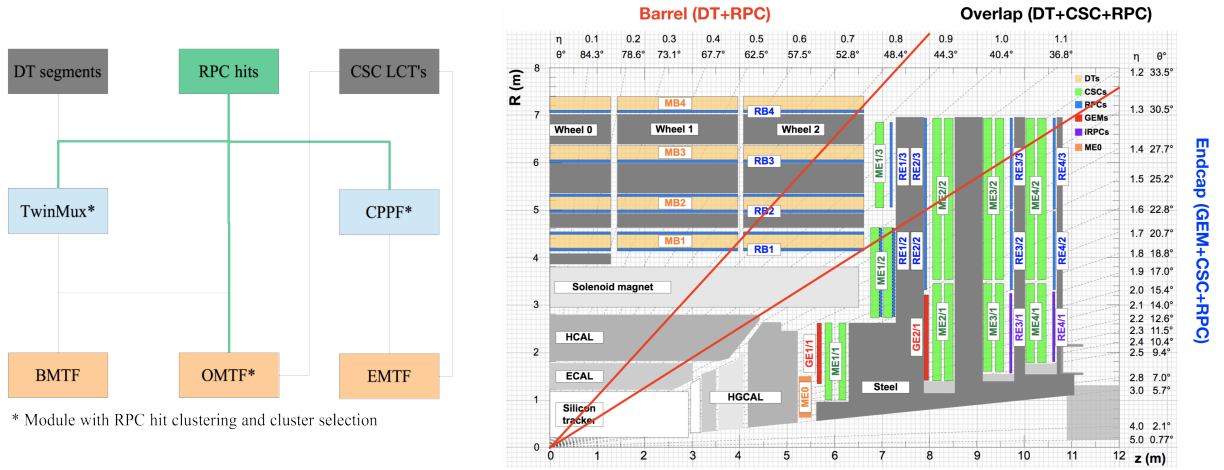 DT segments
RPC hits
CSC LCT's
TwinMux*
CPPF*
BMTF
OMTF*
EMTF
* Module with RPC hit clustering and cluster selection
Barrel (DT+RPC)
Overlap (DT+CSC+RPC)
η 0.1 0.2 0.3 0.4 0.5 0.6 0.7 0.8 0.9 1.0 1.1
θ° 84.3° 78.6° 73.1° 67.7° 62.5° 57.5° 52.8° 48.4° 44.3° 40.4° 36.8° η θ°
R (m)
8
7
6
5
4
3
2
1
0
1.2 33.5°
1.3 30.5°
1.4 27.7°
1.5 25.2°
1.6 22.8°
1.7 20.7°
1.8 18.8°
1.9 17.0°
2.0 15.4°
2.1 14.0°
2.2 12.6°
2.3 11.5°
2.4 10.4°
2.5 9.4°
2.8 7.0°
3.0 5.7°
4.0 2.1°
5.0 0.77°
DTs
CSCs
RPCs
GEMs
iRPCs
ME0
MB4
RB4
Wheel 0
Wheel 1
Wheel 2
MB3
RB3
MB2
RB2
MB1
RB1
Solenoid magnet
HCAL
ECAL
Silicon
tracker
HGCAL
Steel
ME0
GE1/1
ME1/1
ME1/2
ME1/3
RE1/3
RE2/3
RE1/2
RE2/2
GE2/1
ME2/2
ME2/1
ME3/2
ME3/1
RE3/3
RE3/2
RE3/1
ME4/2
ME4/1
RE4/3
RE4/2
RE4/1
Endcap (GEM+CSC+RPC)
0 1 2 3 4 5 6 7 8 9 10 11 12
z (m)